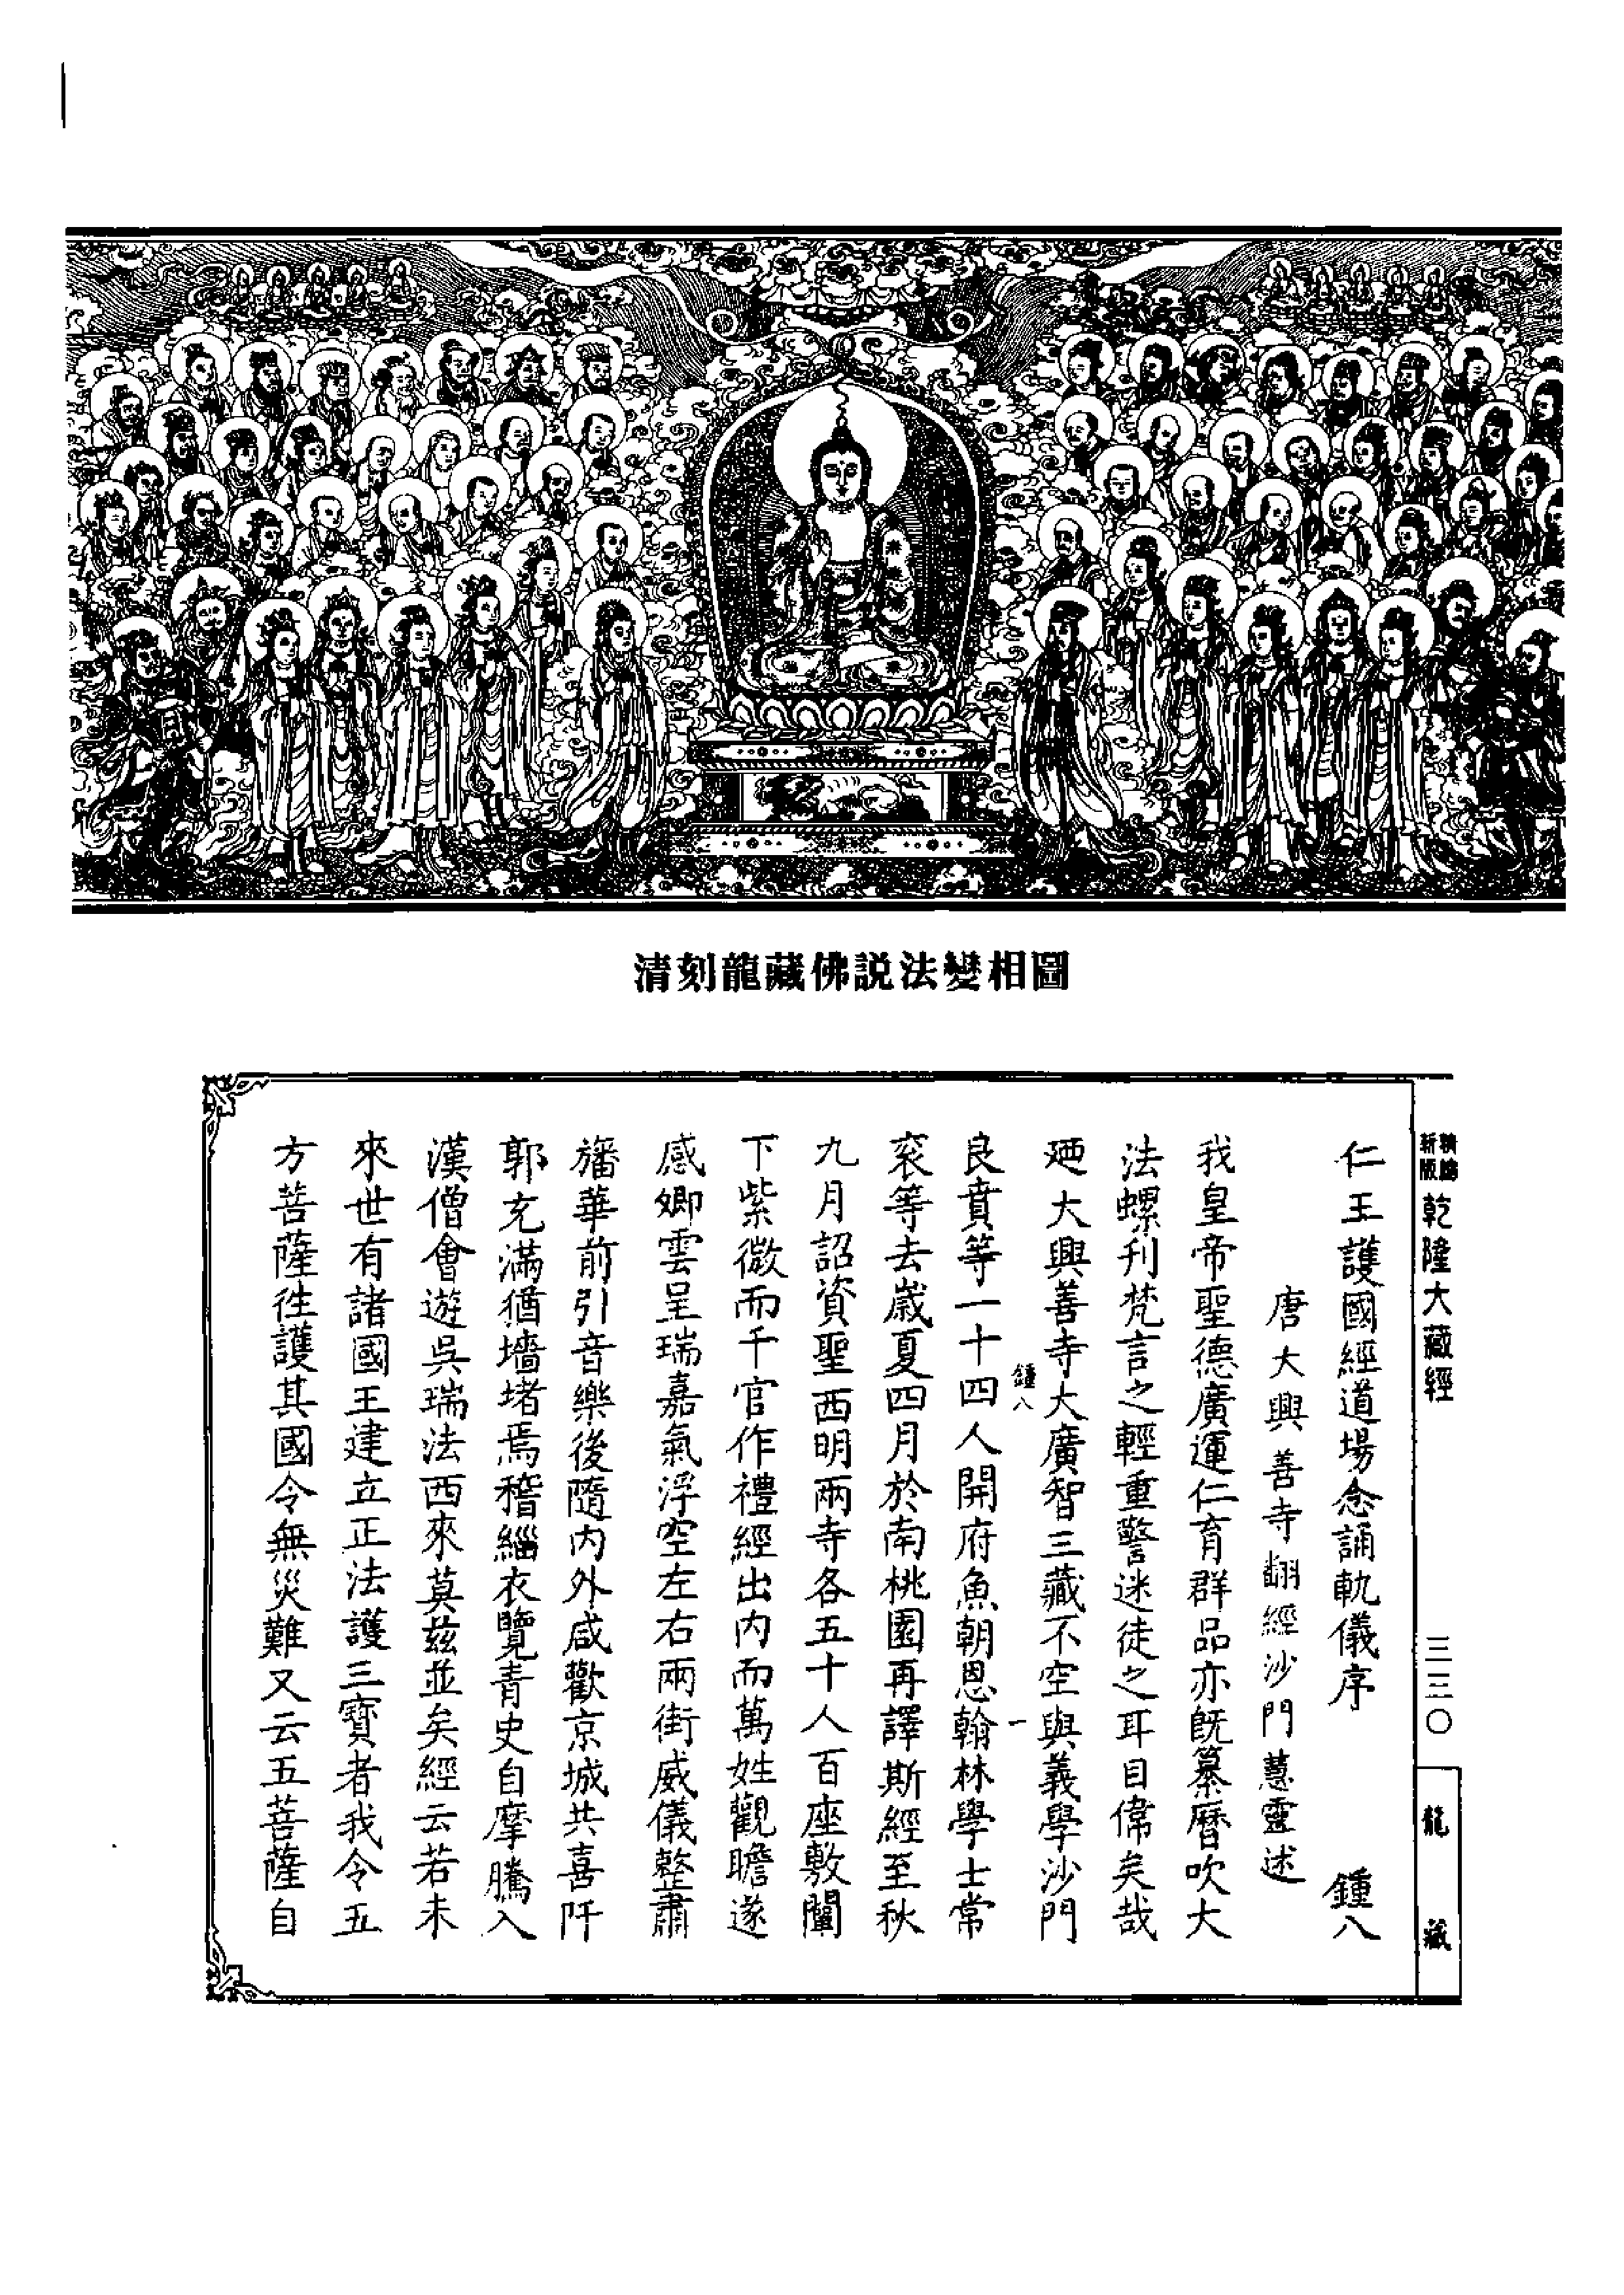 清刻龍藏佛説法變相圖
新版
精縮
乾隆大藏經
三三〇
龍藏
仁王護國經道場念誦軌儀序 鍾八
唐大興善寺翻經沙門慧靈述
我皇帝聖德廣運仁育群品亦旣纂曆吹大
法螺刋梵言之輕重警迷徒之耳目偉矣哉
廼大興善寺大廣智三藏不空與義學沙門
鍾八 一
良賁等一十四人開府魚朝恩翰林學士常
袞等去歲夏四月於南桃園再譯斯經至秋
九月詔資聖西明兩寺各五十人百座敷闡
下紫微而千官作禮經出内而萬姓觀瞻遂
感卿雲呈瑞嘉氣浮空左右兩街威儀整肅
旛華前引音樂後隨内外咸歡京城共喜阡
郭充滿猶墻堵焉稽緇衣覽青史自摩騰入
漢僧會遊吳瑞法西來莫兹並矣經云若未
來世有諸國王建立正法護三寶者我令五
方菩薩徃護其國令無災難又云五菩薩自